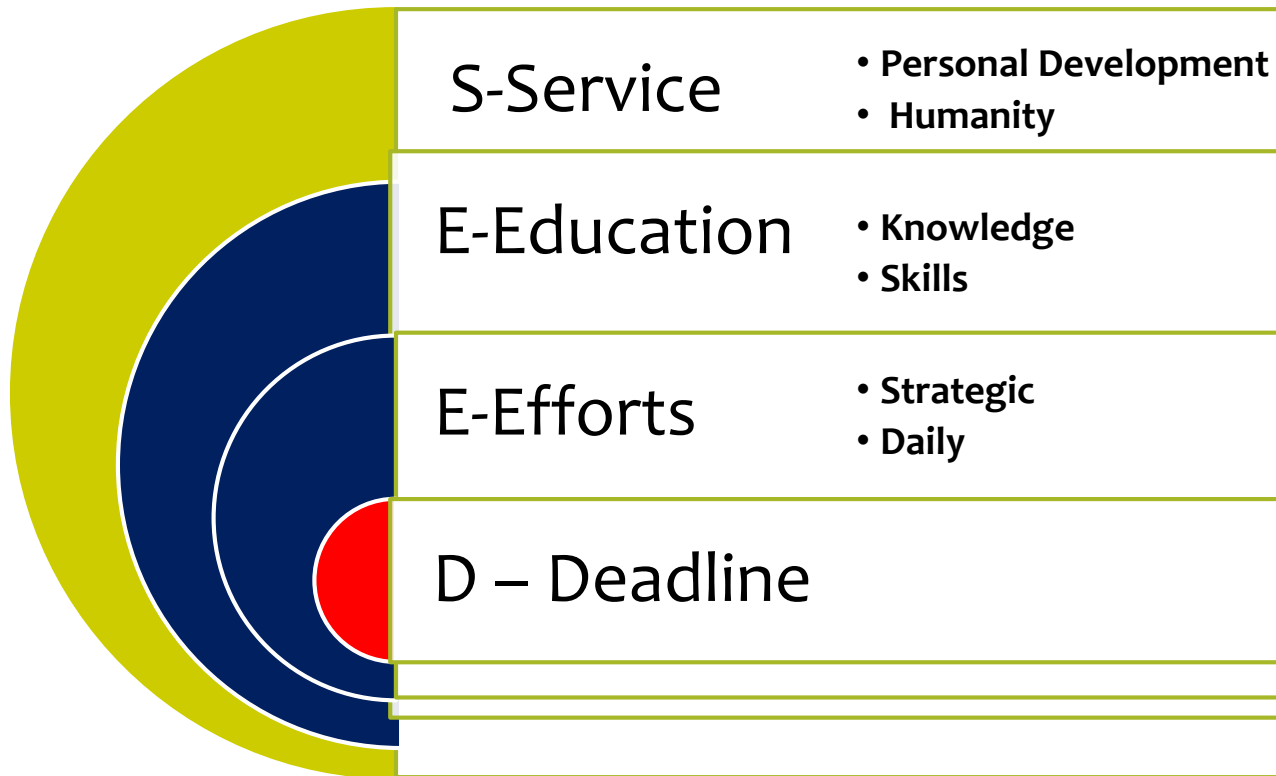 S-Service
• Personal Development
• Humanity
E-Education
• Knowledge
• Skills
E-Efforts
• Strategic
• Daily
D – Deadline